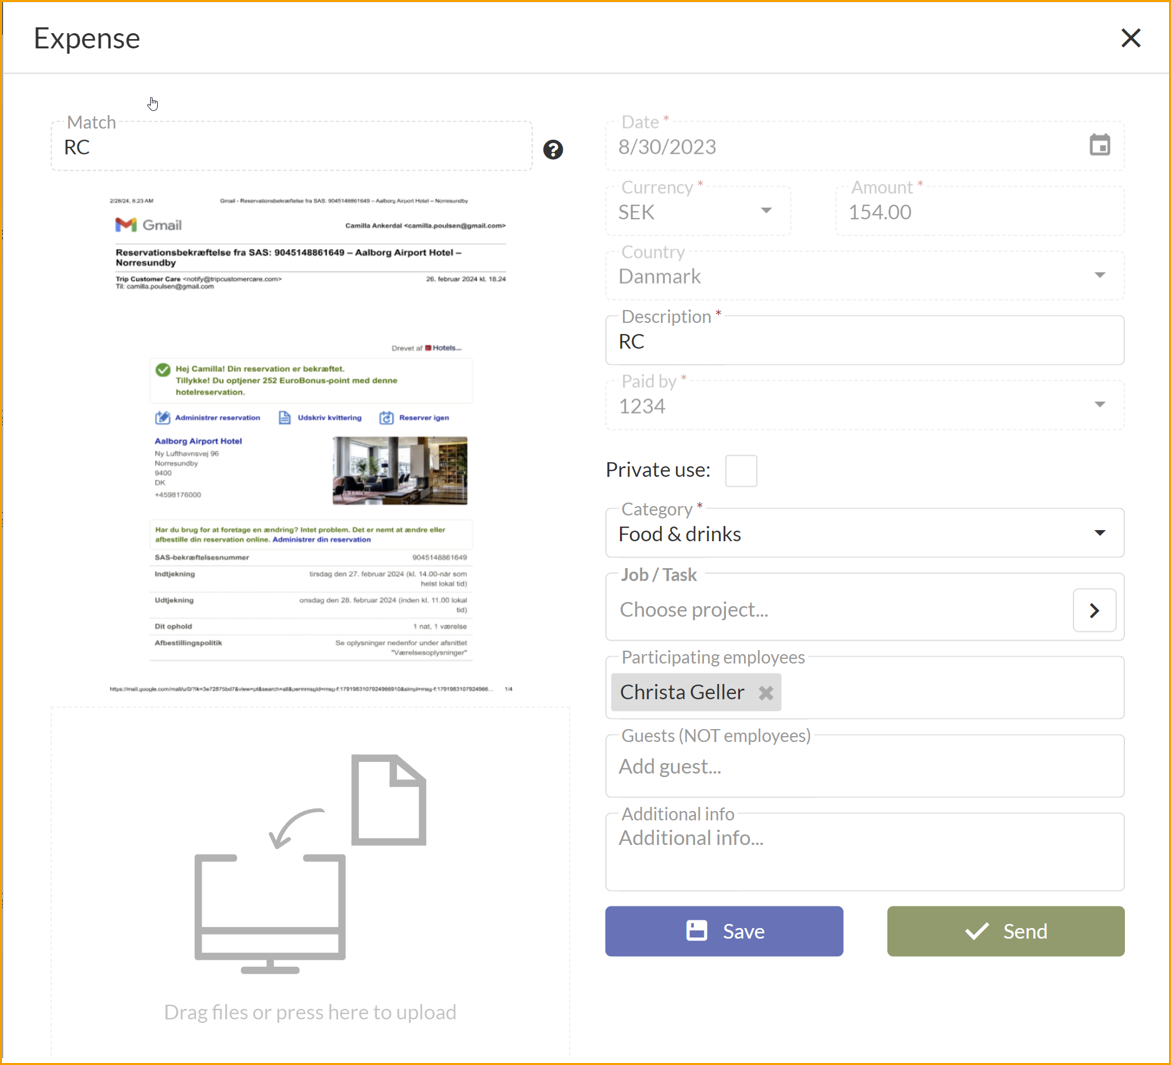 Expense
Match
RC
2/28/24, 8.23 AM
Gmail - Reservationsbekræftelse fra SAS: 9045148861649 – Aalborg Airport Hotel – Norresundby
Gmail
Camilla Ankerdal <camilla.poulsen@gmail.com>
Reservationsbekræftelse fra SAS: 9045148861649 – Aalborg Airport Hotel –
Norresundby
Trip Customer Care <notify@tripcustomercare.com>
26. februar 2024 kl. 18.24
Til: camilla.poulsen@gmail.com
Drevet af Hotels...
Hej Camilla! Din reservation er bekræftet.
Tillykke! Du optjener 252 EuroBonus-point med denne
hotelreservation.
Administrer reservation
Udskriv kvittering
Reserver igen
Aalborg Airport Hotel
Ny Lufthavnsvej 96
Norresundby
9400
DK
+4598176000
Har du brug for at foretage en ændring? Intet problem. Det er nemt at ændre eller
afbestille din reservation online. Administrer din reservation
SAS-bekræftelsesnummer 9045148861649
Indtjekning tirsdag den 27. februar 2024 (kl. 14.00-når som
helst lokal tid)
Udtjekning onsdag den 28. februar 2024 (inden kl. 11.00 lokal
tid)
Dit ophold 1 nat, 1 værelse
Afbestillingspolitik Se oplysninger nedenfor under afsnittet
"Værelsesoplysninger"
1/4
Drag files or press here to upload
Date *
8/30/2023
Currency *
SEK
Amount *
154.00
Country
Danmark
Description *
RC
Paid by *
1234
Private use:
Category *
Food & drinks
Job / Task
Choose project...
Participating employees
Christa Geller
Guests (NOT employees)
Add guest...
Additional info
Additional info...
Save
Send